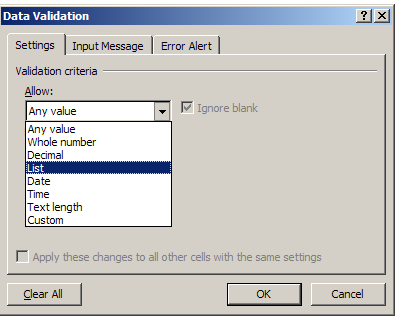 Data Validation
Settings Input Message Error Alert
Validation criteria
Allow:
Any value Ignore blank
Any value
Whole number
Decimal
List
Date
Time
Text length
Custom
Apply these changes to all other cells with the same settings
Clear All OK Cancel